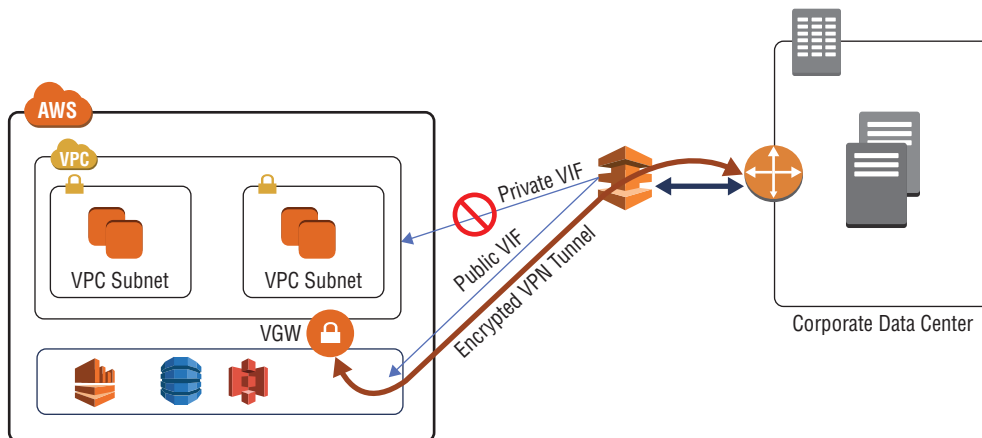 AWS
VPC
VPC Subnet
VPC Subnet
VGW
Private VIF
Public VIF
Encrypted VPN Tunnel
Corporate Data Center